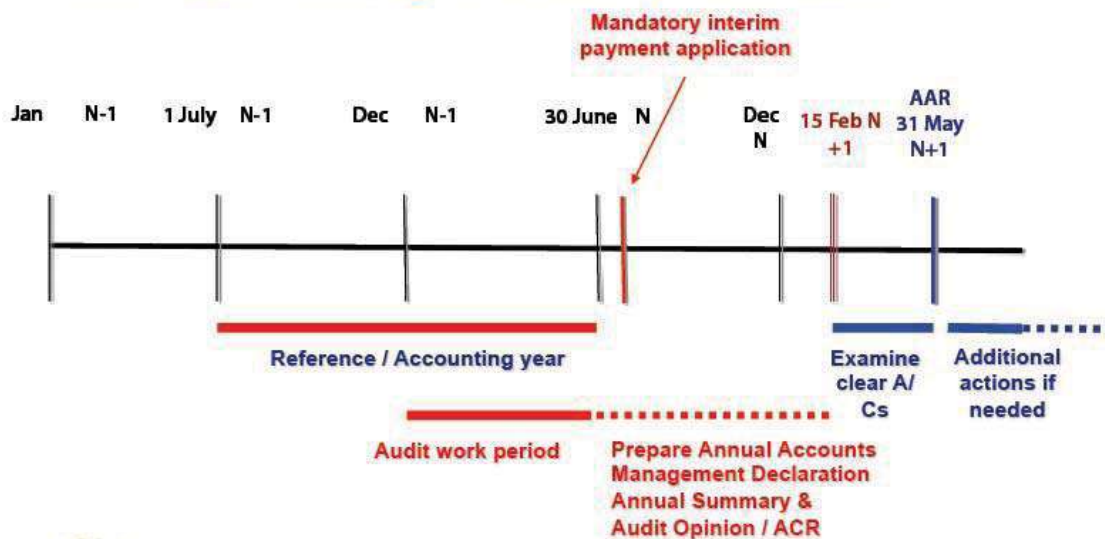 Mandatory interim
payment application
Jan N-1 1 July N-1 Dec N-1 30 June N
Dec
N
15 Feb N
+1
AAR
31 May
N+1
Reference / Accounting year
Examine
clear A/
Cs
Additional
actions if
needed
Audit work period
Prepare Annual Accounts
Management Declaration
Annual Summary &
Audit Opinion / ACR